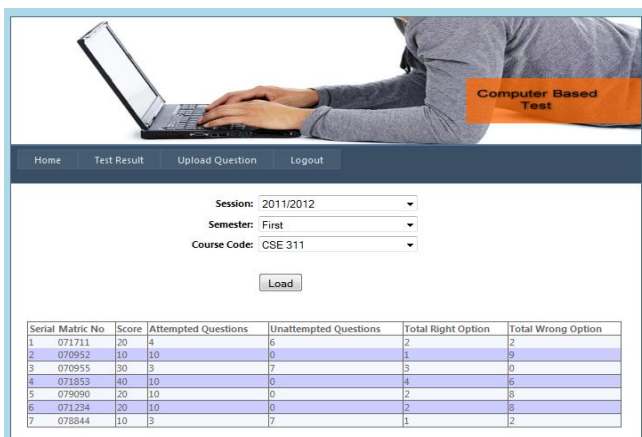 Computer Based
Test
Home Test Result Upload Question Logout
Session: 2011/2012
Semester: First
Course Code: CSE 311
Load
Serial Matric No Score Attempted Questions Unattempted Questions Total Right Option Total Wrong Option
1 071711 20 4 6 2 2
2 070952 10 10 0 1 9
3 070955 30 3 7 3 0
4 071853 40 10 0 4 6
5 079090 20 10 0 2 8
6 071234 20 10 0 2 8
7 078844 10 3 7 1 2